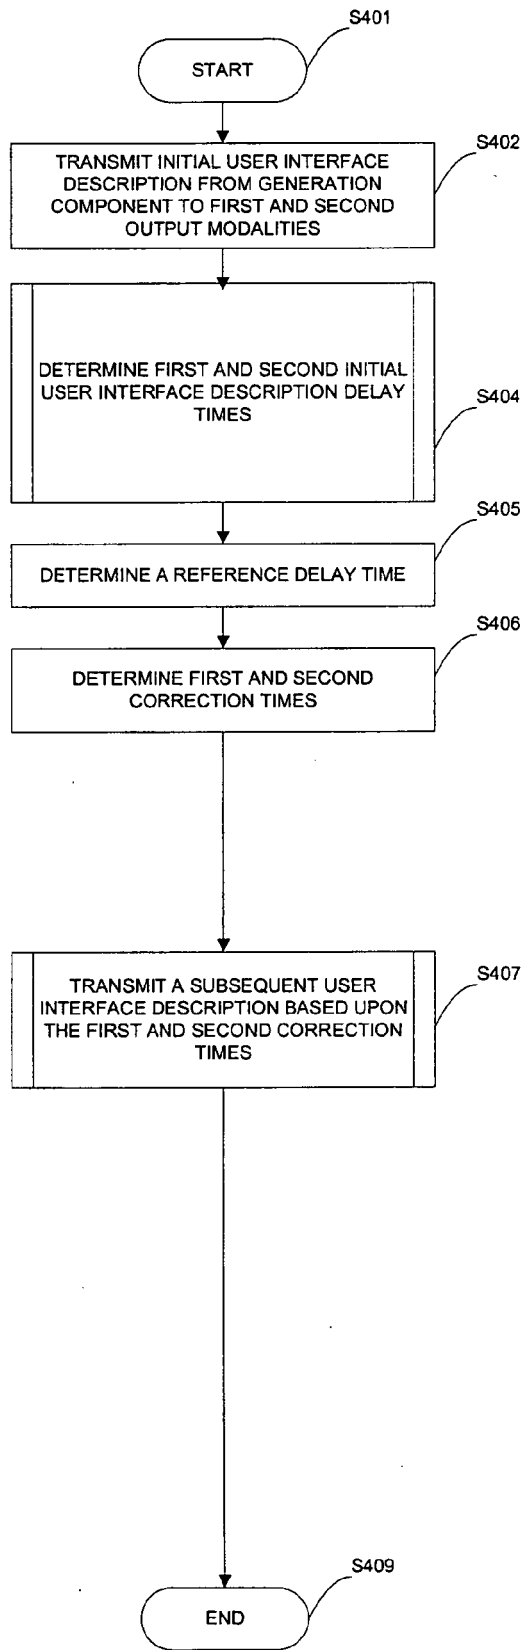 S401
START
S402
TRANSMIT INITIAL USER INTERFACE
DESCRIPTION FROM GENERATION
COMPONENT TO FIRST AND SECOND
OUTPUT MODALITIES
DETERMINE FIRST AND SECOND INITIAL
USER INTERFACE DESCRIPTION DELAY
TIMES
S404
S405
DETERMINE A REFERENCE DELAY TIME
S406
DETERMINE FIRST AND SECOND
CORRECTION TIMES
S407
TRANSMIT A SUBSEQUENT USER
INTERFACE DESCRIPTION BASED UPON
THE FIRST AND SECOND CORRECTION
TIMES
S409
END